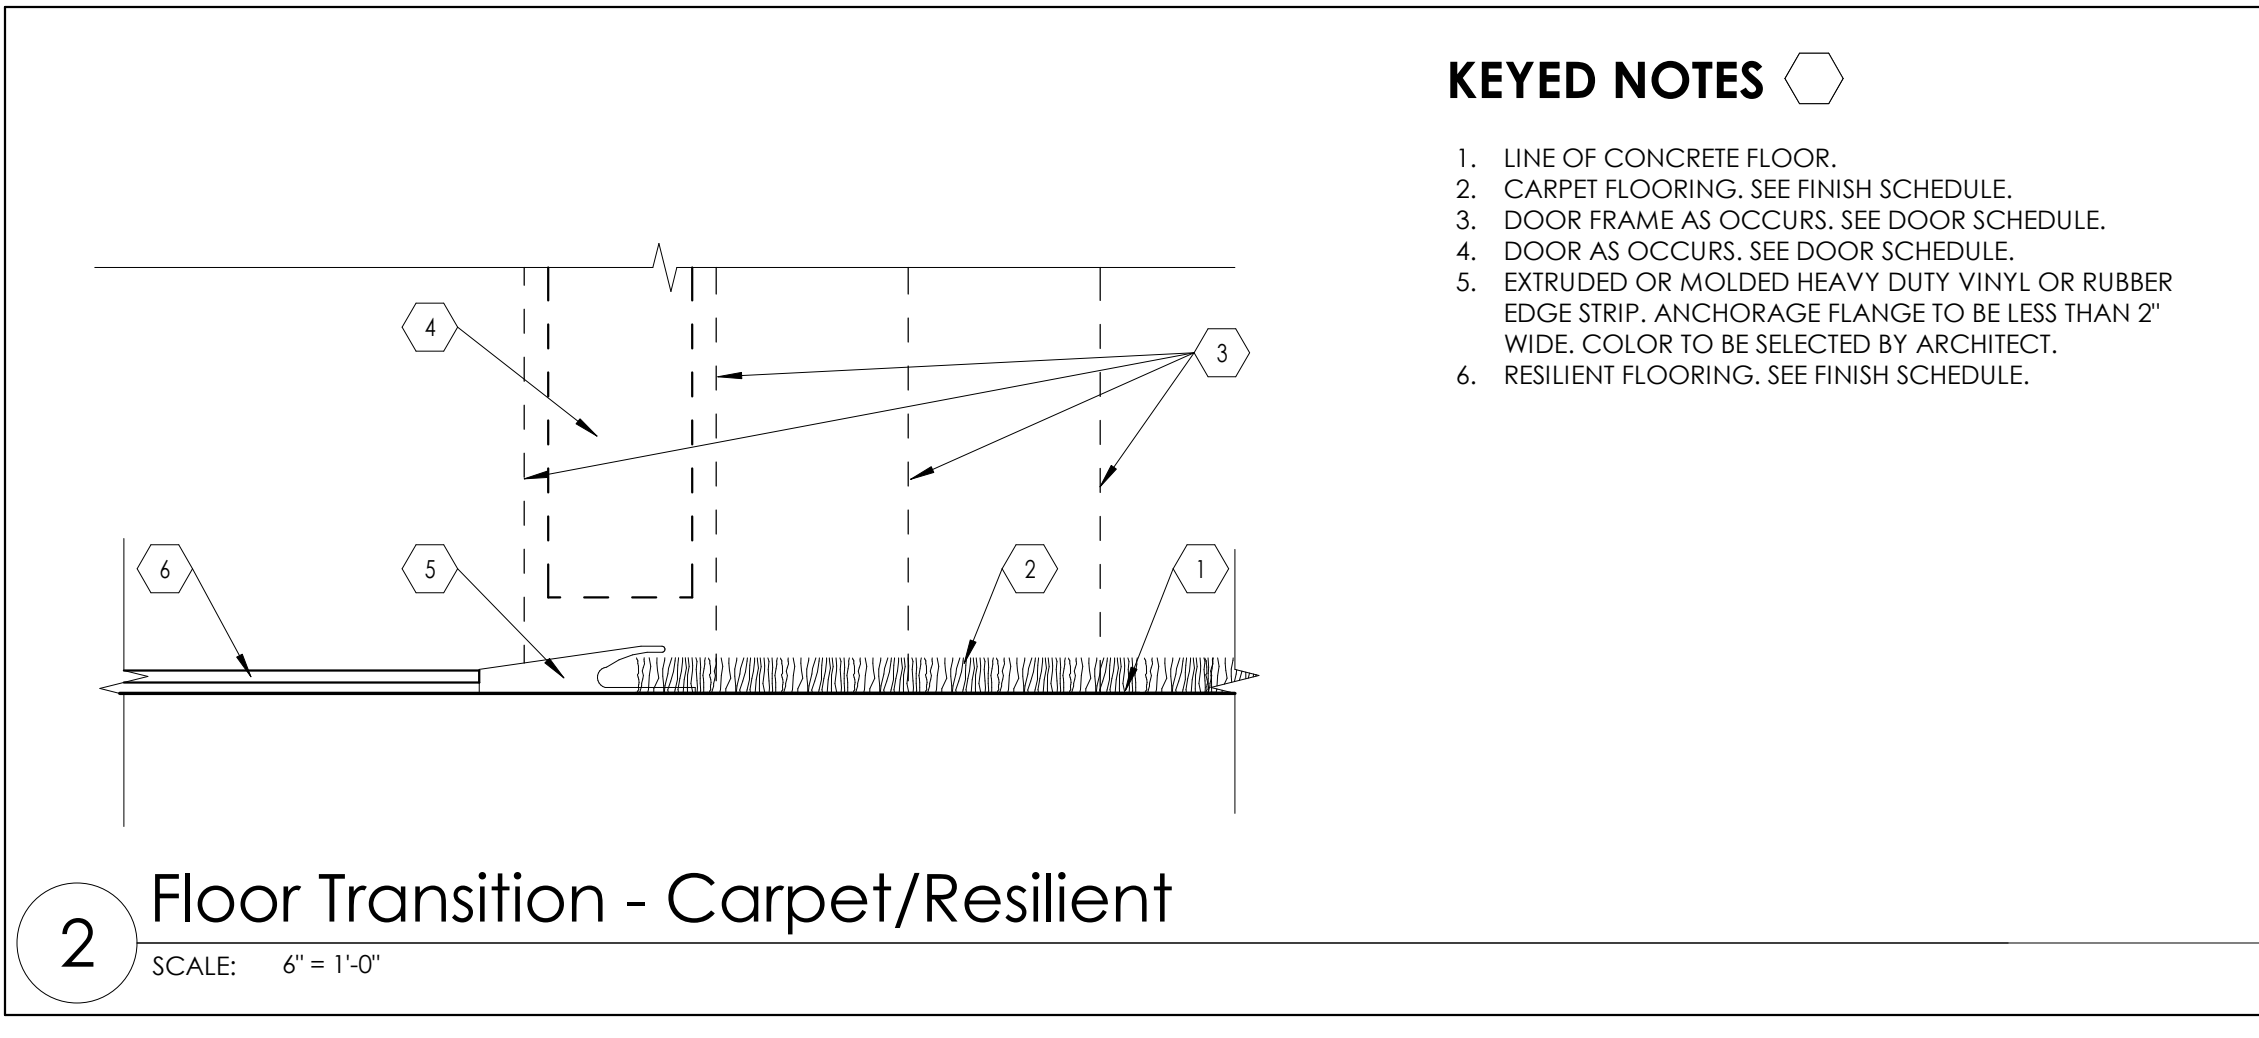 KEYED NOTES
1. LINE OF CONCRETE FLOOR.
2. CARPET FLOORING. SEE FINISH SCHEDULE.
3. DOOR FRAME AS OCCURS. SEE DOOR SCHEDULE.
4. DOOR AS OCCURS. SEE DOOR SCHEDULE.
5. EXTRUDED OR MOLDED HEAVY DUTY VINYL OR RUBBER
EDGE STRIP. ANCHORAGE FLANGE TO BE LESS THAN 2"
WIDE. COLOR TO BE SELECTED BY ARCHITECT.
6. RESILIENT FLOORING. SEE FINISH SCHEDULE.
4
3
6
5
2
1
Floor Transition - Carpet/Resilient
2
SCALE: 6" = 1'-0"